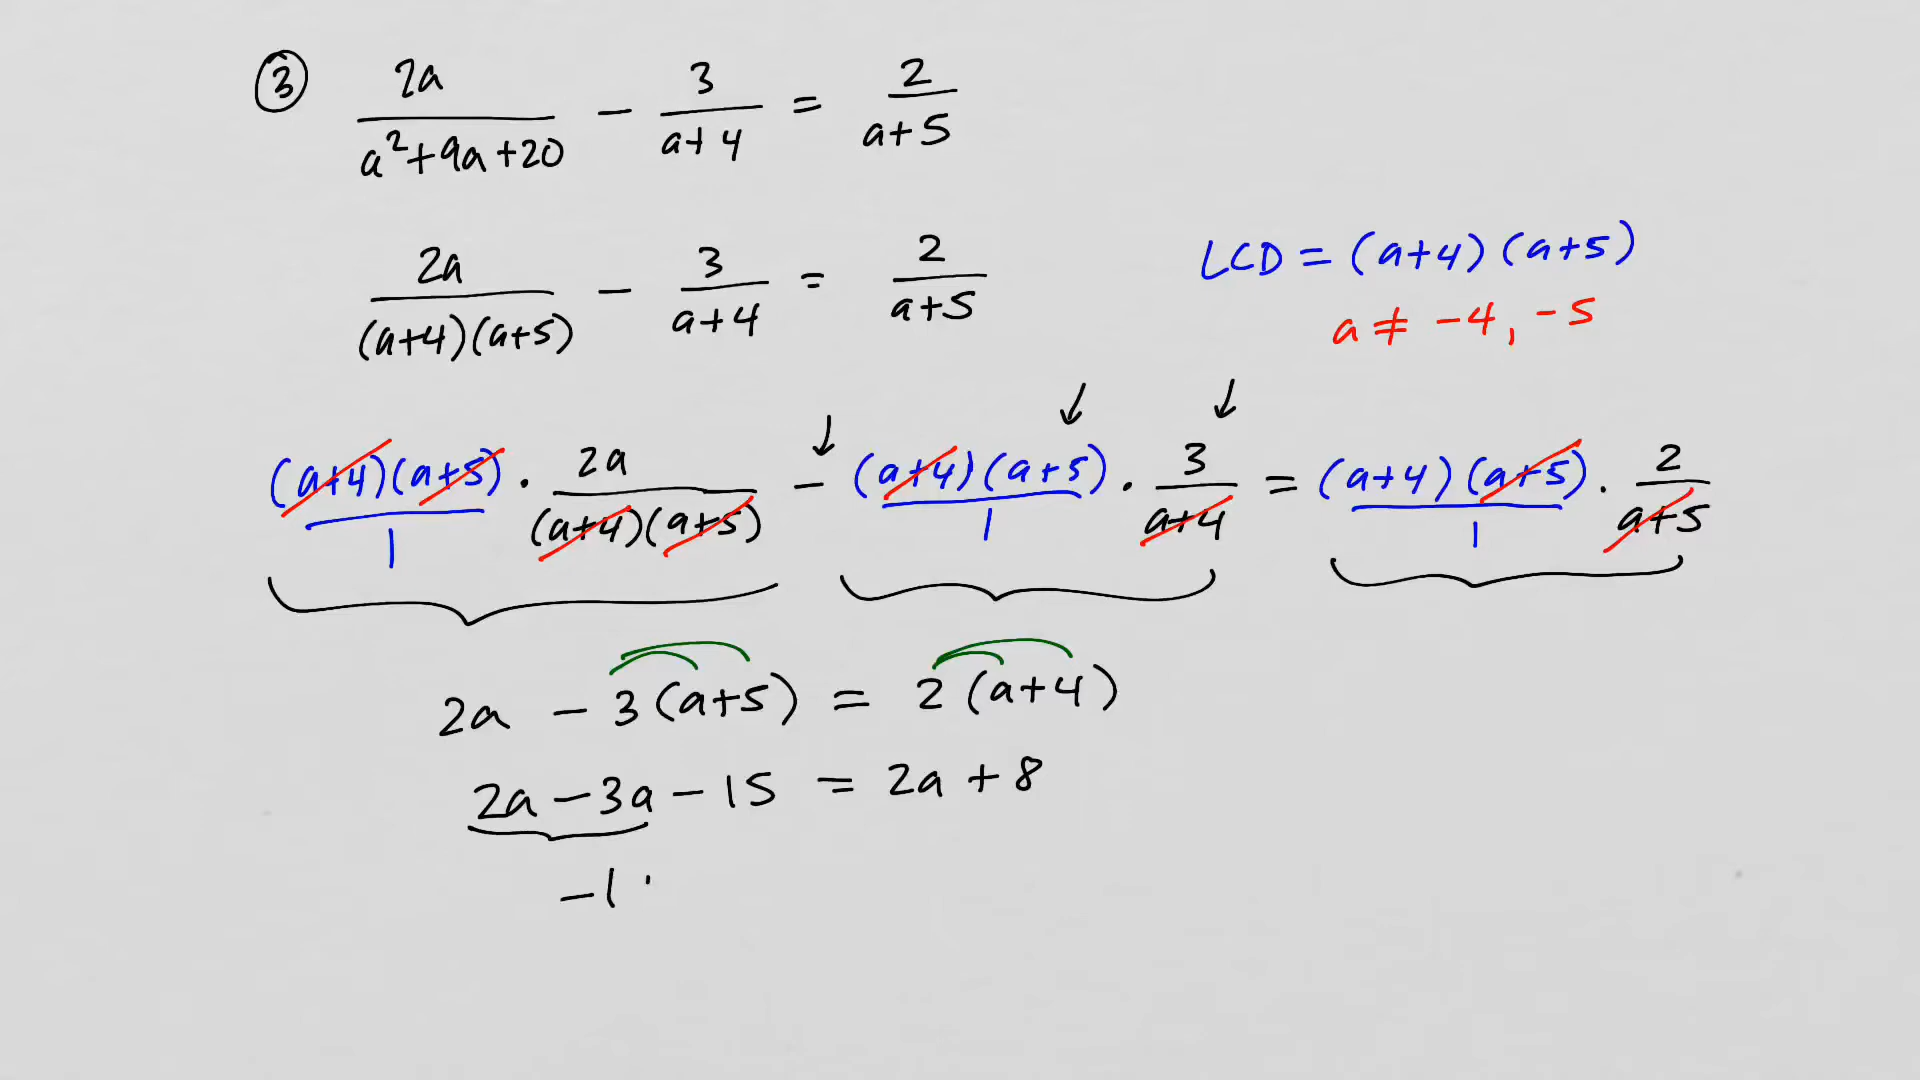 ③ 2a/(a²+9a+20) - 3/(a+4) = 2/(a+5)
2a/((a+4)(a+5)) - 3/(a+4) = 2/(a+5)
LCD = (a+4)(a+5)
a ≠ -4, -5
(a+4)(a+5)/1 · 2a/((a+4)(a+5)) - (a+4)(a+5)/1 · 3/(a+4) = (a+4)(a+5)/1 · 2/(a+5)
2a - 3(a+5) = 2(a+4)
2a - 3a - 15 = 2a + 8
-1